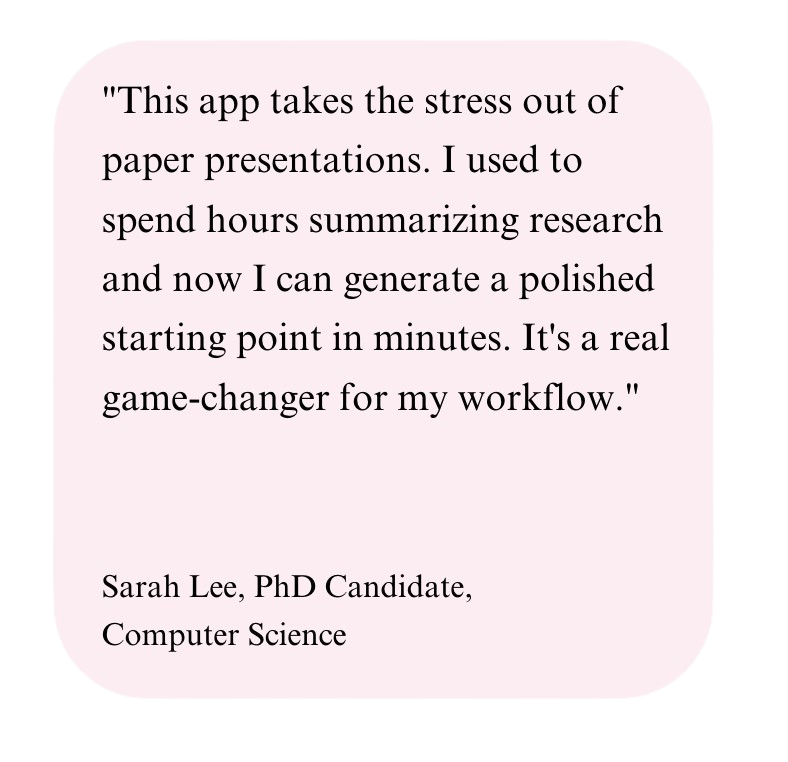 "This app takes the stress out of
paper presentations. I used to
spend hours summarizing research
and now I can generate a polished
starting point in minutes. It's a real
game-changer for my workflow."
Sarah Lee, PhD Candidate,
Computer Science